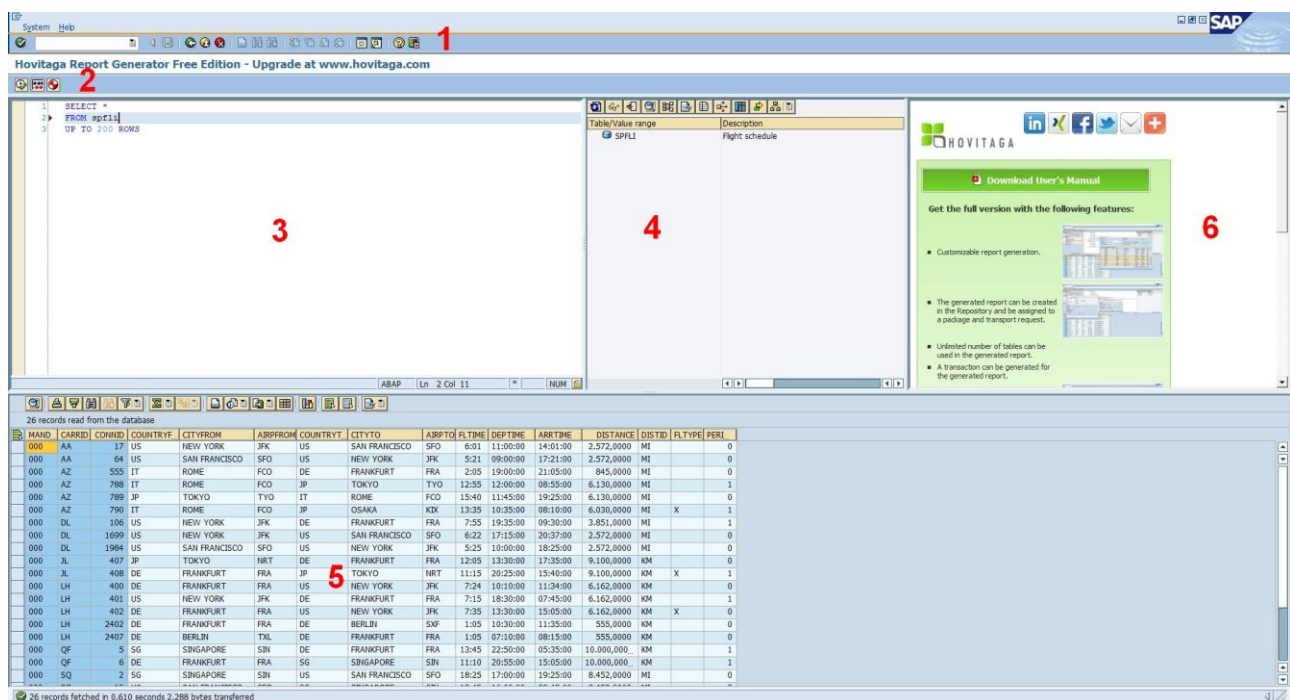 System Help
SAP
1
Hovitaga Report Generator Free Edition - Upgrade at www.hovitaga.com
2
1 SELECT *
2 FROM spfli
3 UP TO 200 ROWS
3
ABAP Ln 2 Col 11 * NUM
Table/Value range Description
SPFLI Flight schedule
4
HOVITAGA
Download User's Manual
Get the full version with the following features:
Customizable report generation.
The generated report can be created
in the Repository and be assigned to
a package and transport request.
Unlimited number of tables can be
used in the generated report.
A transaction can be generated for
the generated report.
6
26 records read from the database
MAND CARRID CONNID COUNTRYF CITYFROM AIRPFROM COUNTRYT CITYTO AIRPTO FLTIME DEPTIME ARRTIME DISTANCE DISTID FLTYPE PERI
000 AA 17 US NEW YORK JFK US SAN FRANCISCO SFO 6:01 11:00:00 14:01:00 2.572,0000 MI 0
000 AA 64 US SAN FRANCISCO SFO US NEW YORK JFK 5:21 09:00:00 17:21:00 2.572,0000 MI 0
000 AZ 555 IT ROME FCO DE FRANKFURT FRA 2:05 19:00:00 21:05:00 845,0000 MI 0
000 AZ 788 IT ROME FCO JP TOKYO TYO 12:55 12:00:00 08:55:00 6.130,0000 MI 1
000 AZ 789 JP TOKYO TYO IT ROME FCO 15:40 11:45:00 19:25:00 6.130,0000 MI 0
000 AZ 790 IT ROME FCO JP OSAKA KIX 13:35 10:35:00 08:10:00 6.030,0000 MI X 1
000 DL 106 US NEW YORK JFK DE FRANKFURT FRA 7:55 19:35:00 09:30:00 3.851,0000 MI 1
000 DL 1699 US NEW YORK JFK US SAN FRANCISCO SFO 6:22 17:15:00 20:37:00 2.572,0000 MI 0
000 DL 1984 US SAN FRANCISCO SFO US NEW YORK JFK 5:25 10:00:00 18:25:00 2.572,0000 MI 0
000 JL 407 JP TOKYO NRT DE FRANKFURT FRA 12:05 13:30:00 17:35:00 9.100,0000 KM 0
000 JL 408 DE FRANKFURT FRA JP TOKYO NRT 11:15 20:25:00 15:40:00 9.100,0000 KM X 1
5
000 LH 400 DE FRANKFURT FRA US NEW YORK JFK 7:24 10:10:00 11:34:00 6.162,0000 KM 0
000 LH 401 US NEW YORK JFK DE FRANKFURT FRA 7:15 18:30:00 07:45:00 6.162,0000 KM 1
000 LH 402 DE FRANKFURT FRA US NEW YORK JFK 7:35 13:30:00 15:05:00 6.162,0000 KM X 0
000 LH 2402 DE FRANKFURT FRA DE BERLIN SXF 1:05 10:30:00 11:35:00 555,0000 KM 0
000 LH 2407 DE BERLIN TXL DE FRANKFURT FRA 1:05 07:10:00 08:15:00 555,0000 KM 0
000 QF 5 SG SINGAPORE SIN DE FRANKFURT FRA 13:45 22:50:00 05:35:00 10.000,000_ KM 1
000 QF 6 DE FRANKFURT FRA SG SINGAPORE SIN 11:10 20:55:00 15:05:00 10.000,000_ KM 1
000 SQ 2 SG SINGAPORE SIN US SAN FRANCISCO SFO 18:25 17:00:00 19:25:00 8.452,0000 KM 0
26 records fetched in 0,610 seconds 2.288 bytes transferred